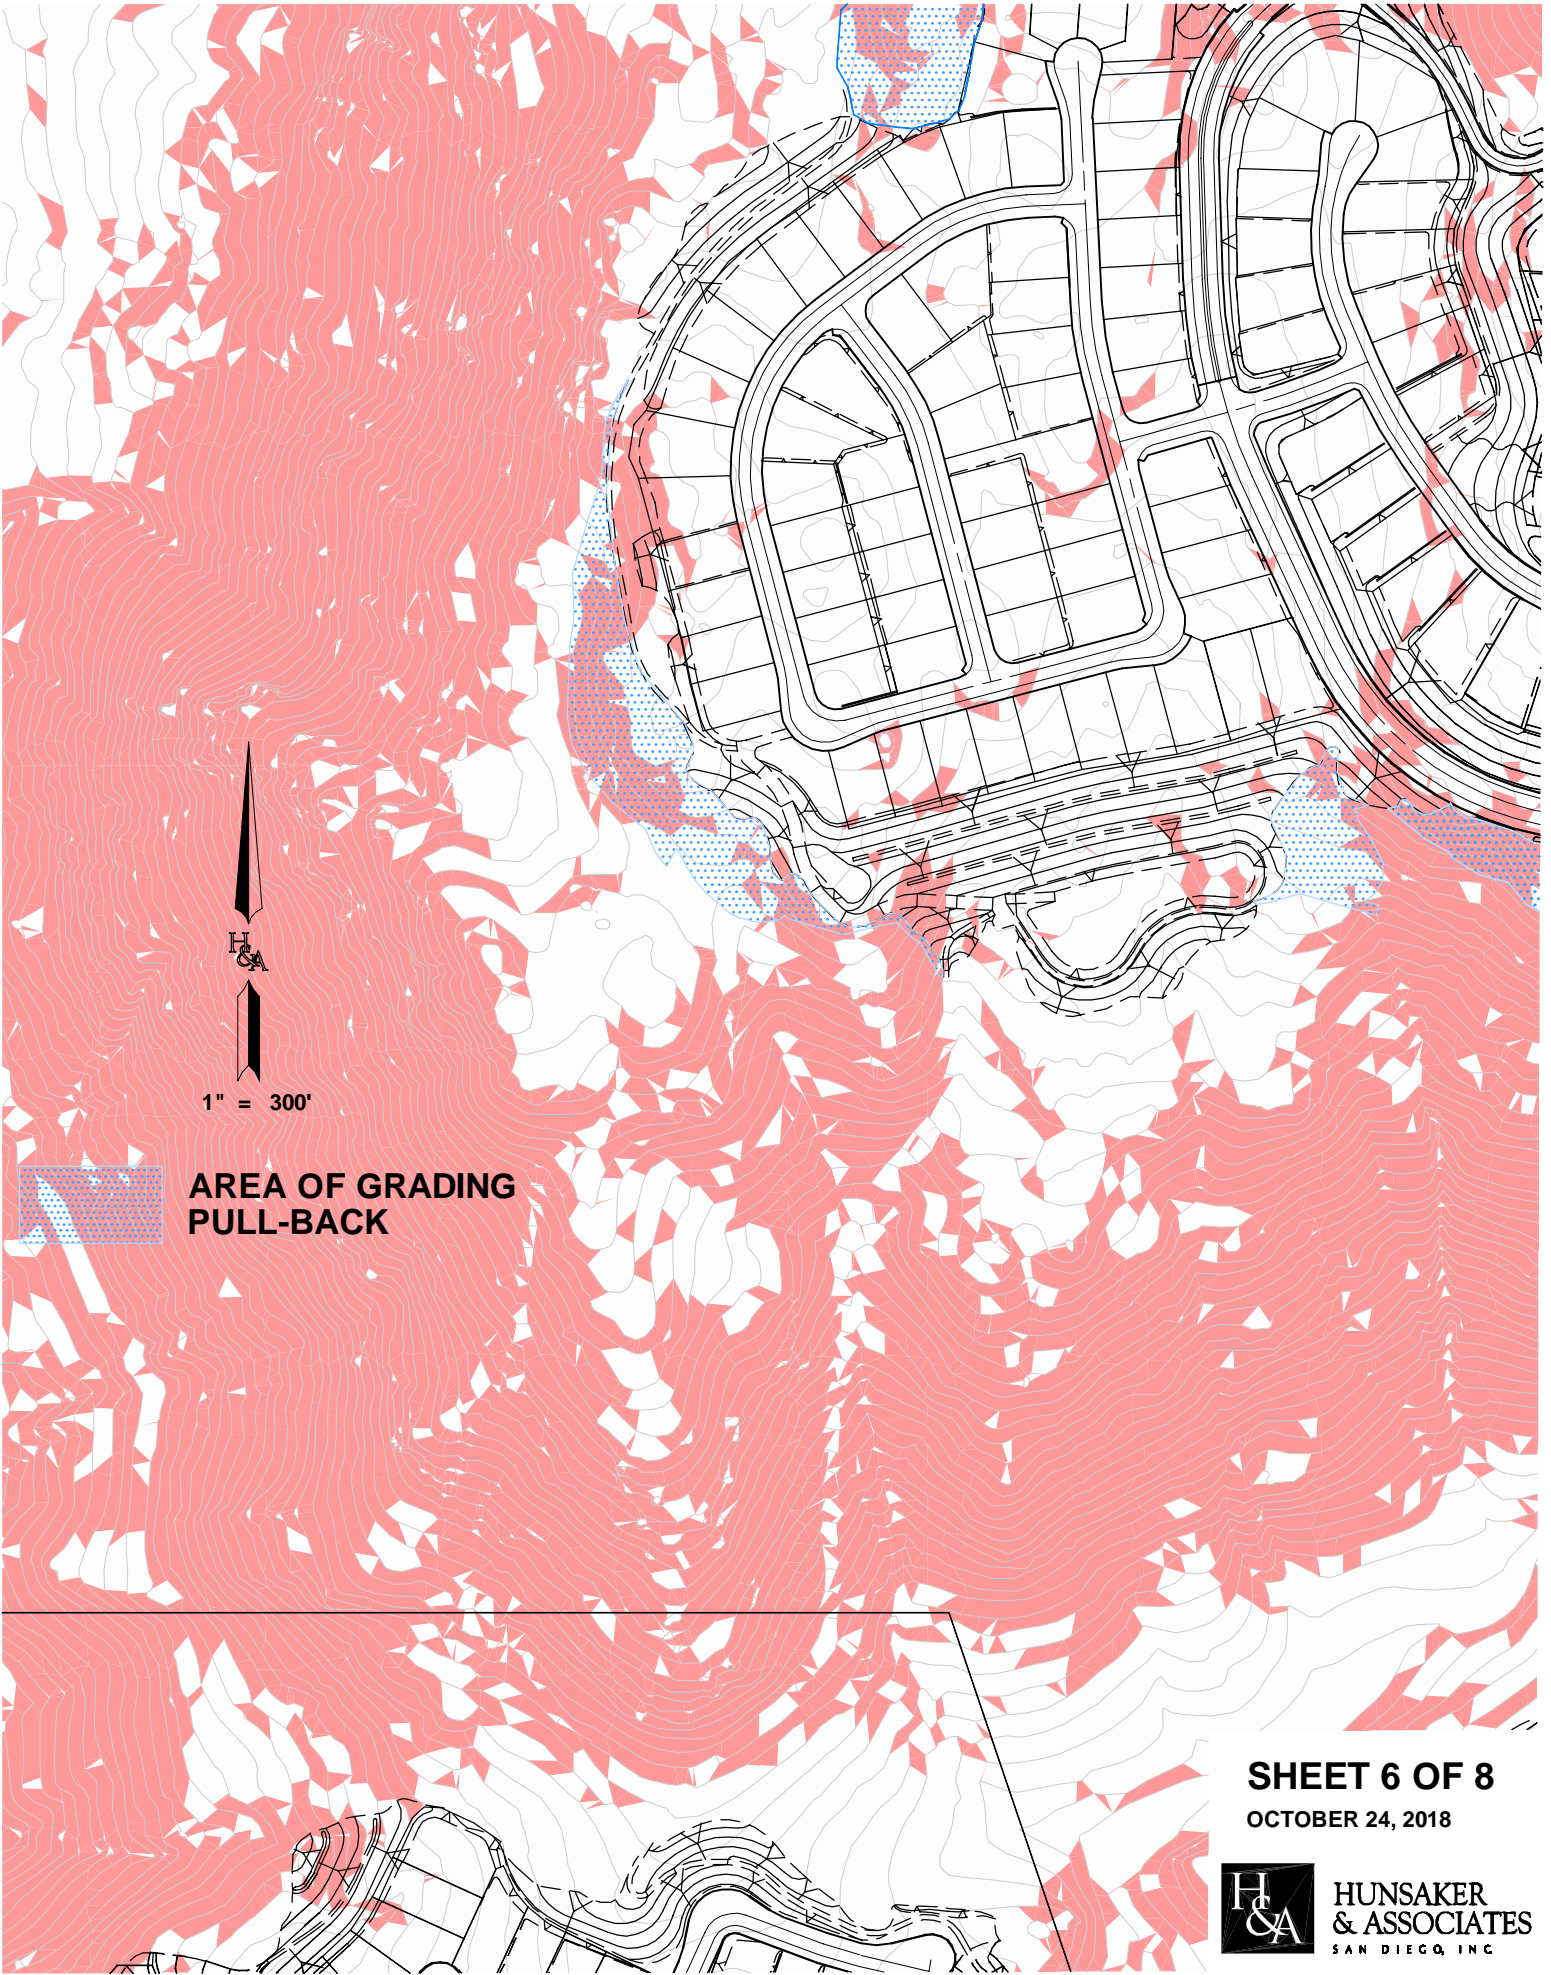 H&A
1" = 300'
AREA OF GRADING
PULL-BACK
SHEET 6 OF 8
OCTOBER 24, 2018
H&A
HUNSAKER
& ASSOCIATES
SAN DIEGO, INC